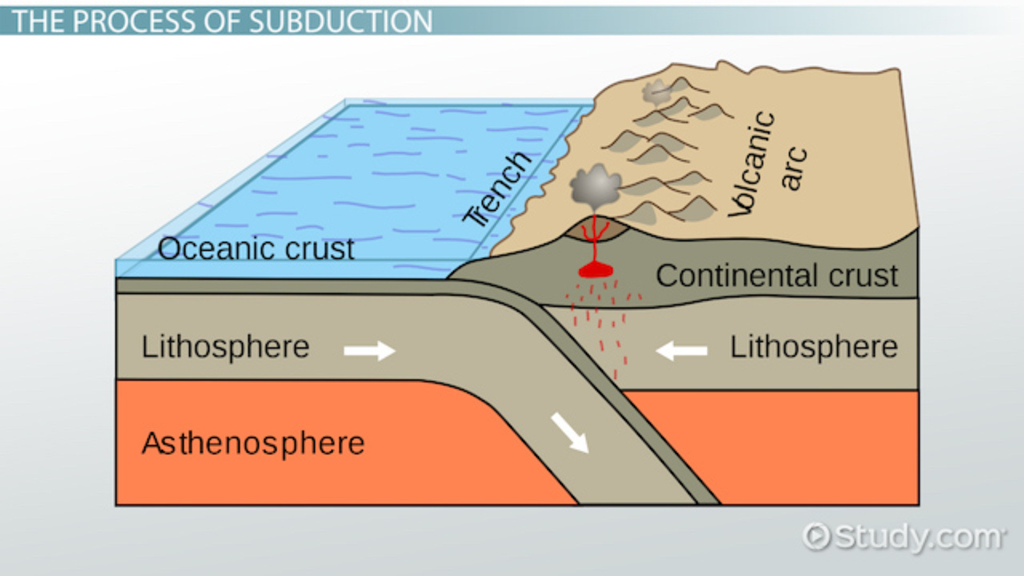 THE PROCESS OF SUBDUCTION
Trench
Volcanic
arc
Oceanic crust
Continental crust
Lithosphere
Lithosphere
Asthenosphere
Study.com